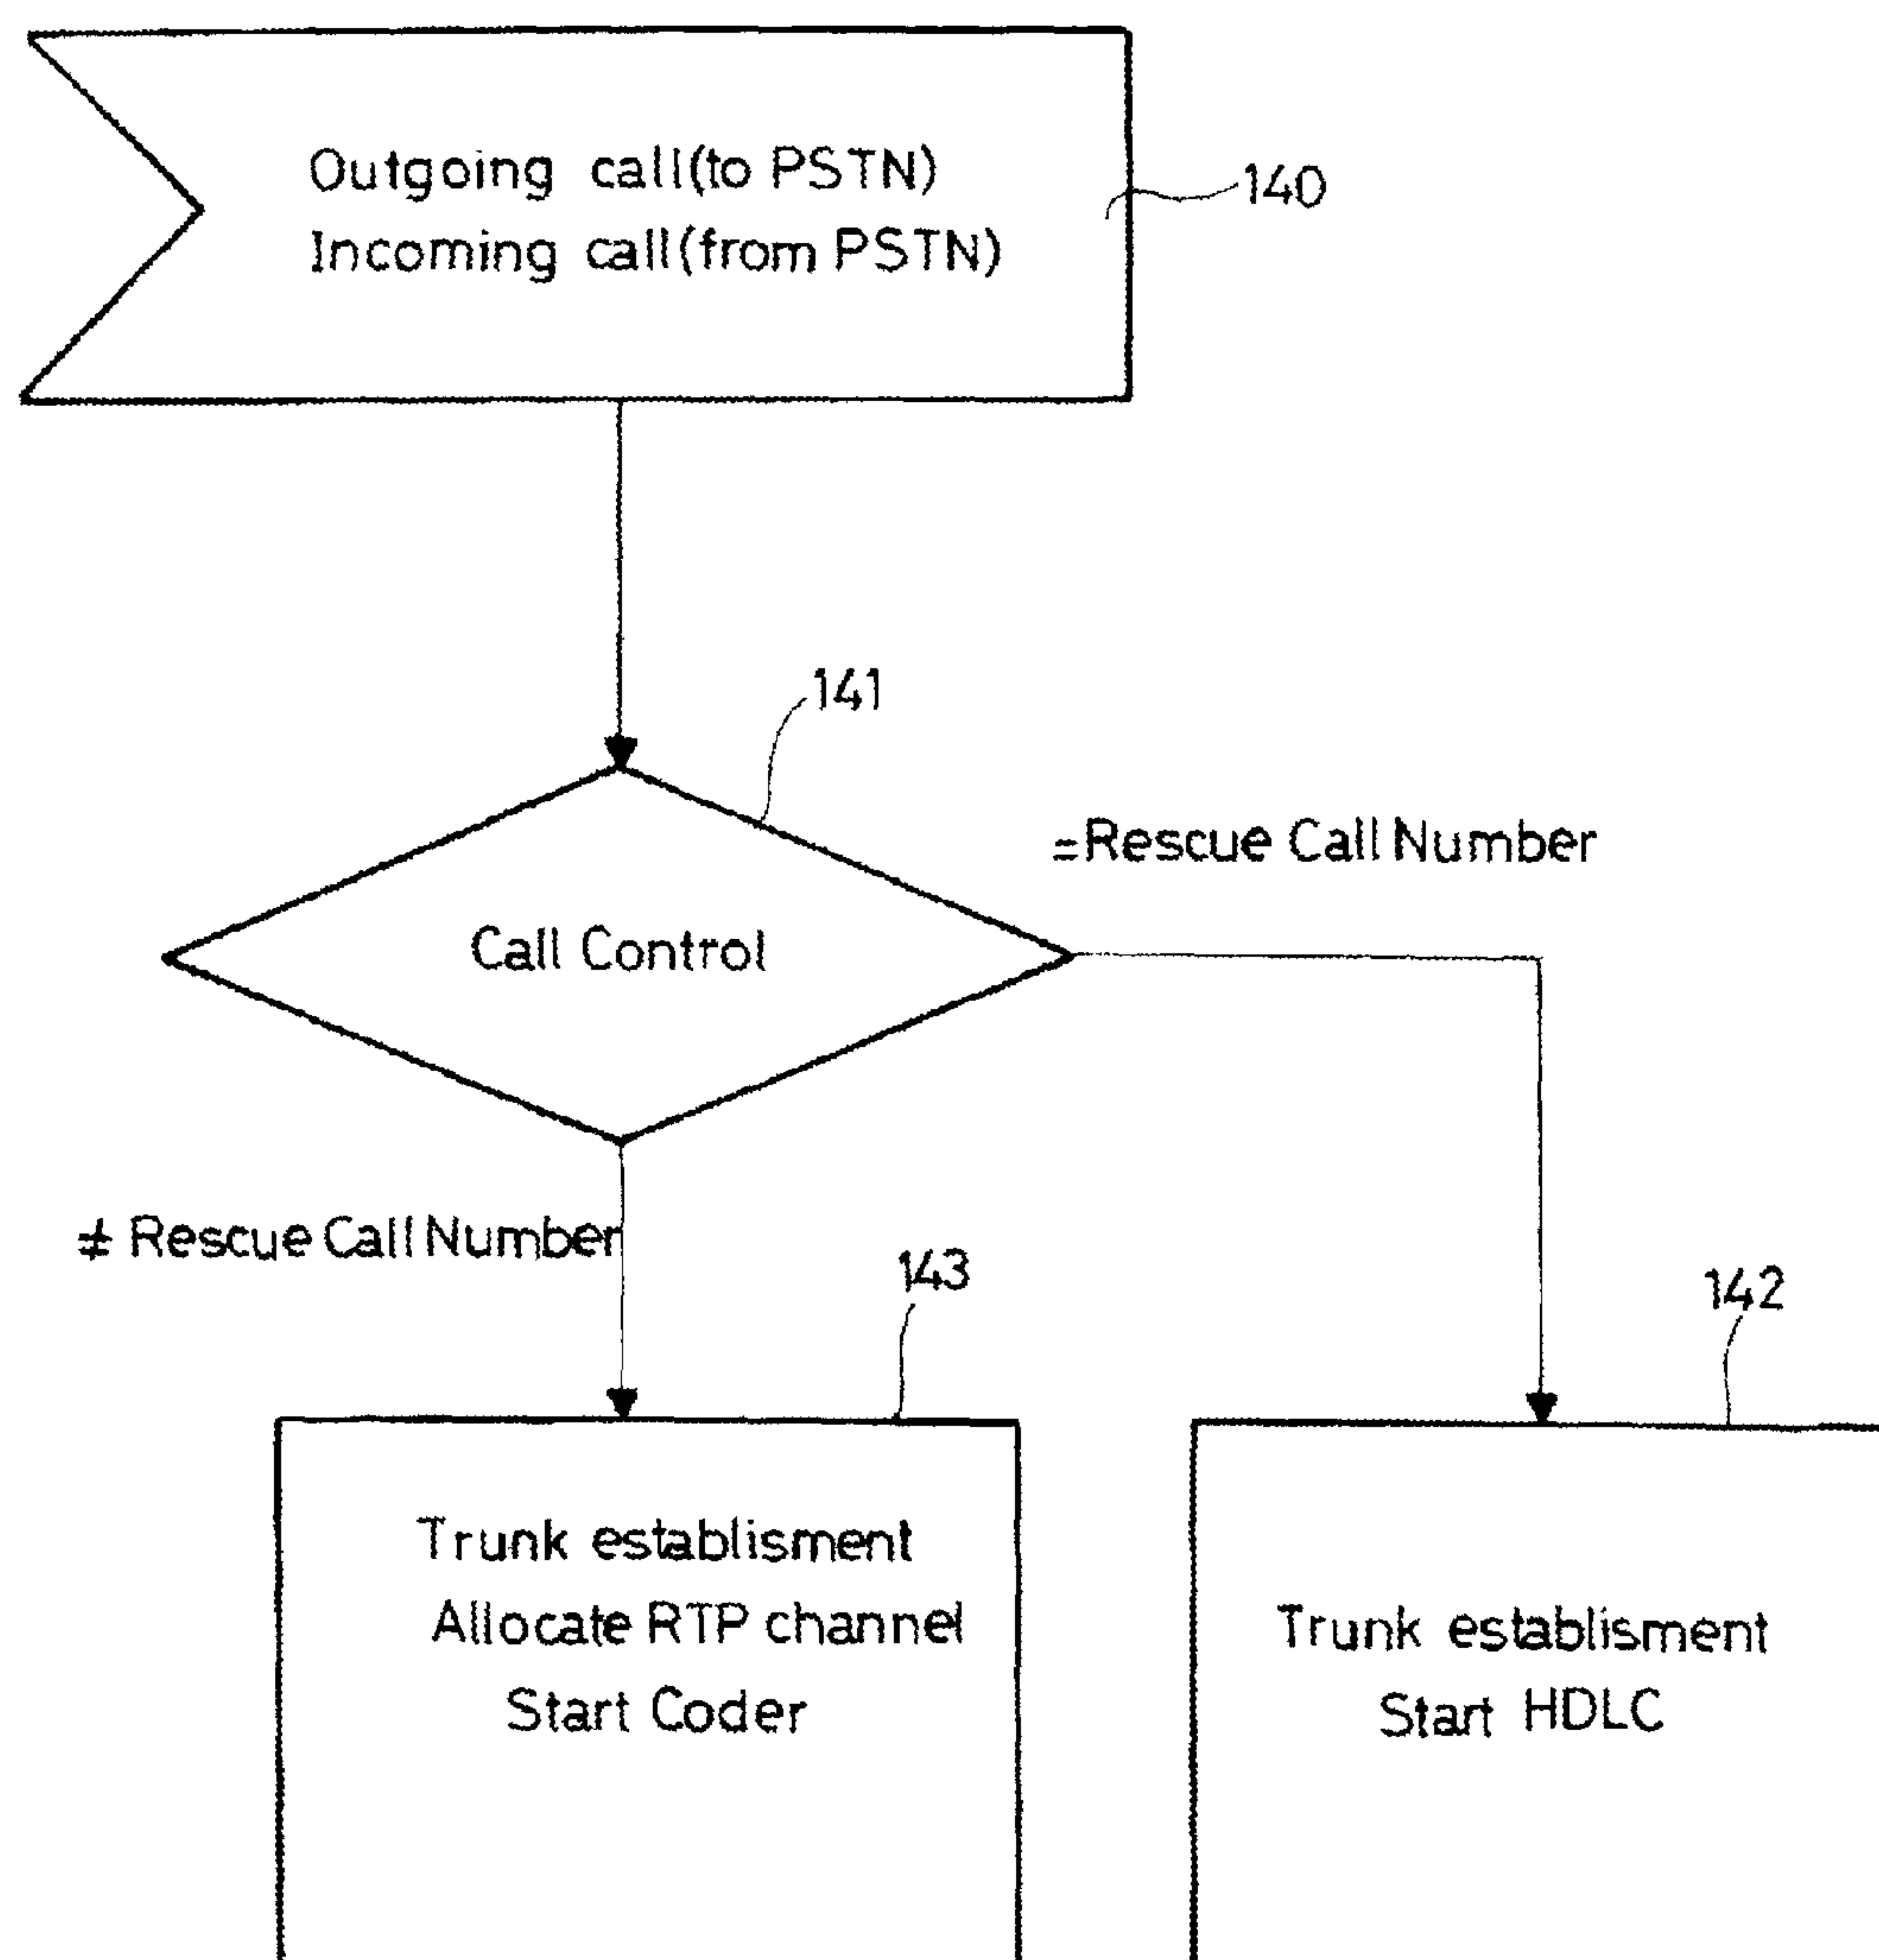 Outgoing call(to PSTN)
Incoming call(from PSTN)
140
141
=Rescue Call Number
Call Control
≠ Rescue Call Number
143
142
Trunk establisment
Allocate RTP channel
Start Coder
Trunk establisment
Start HDLC